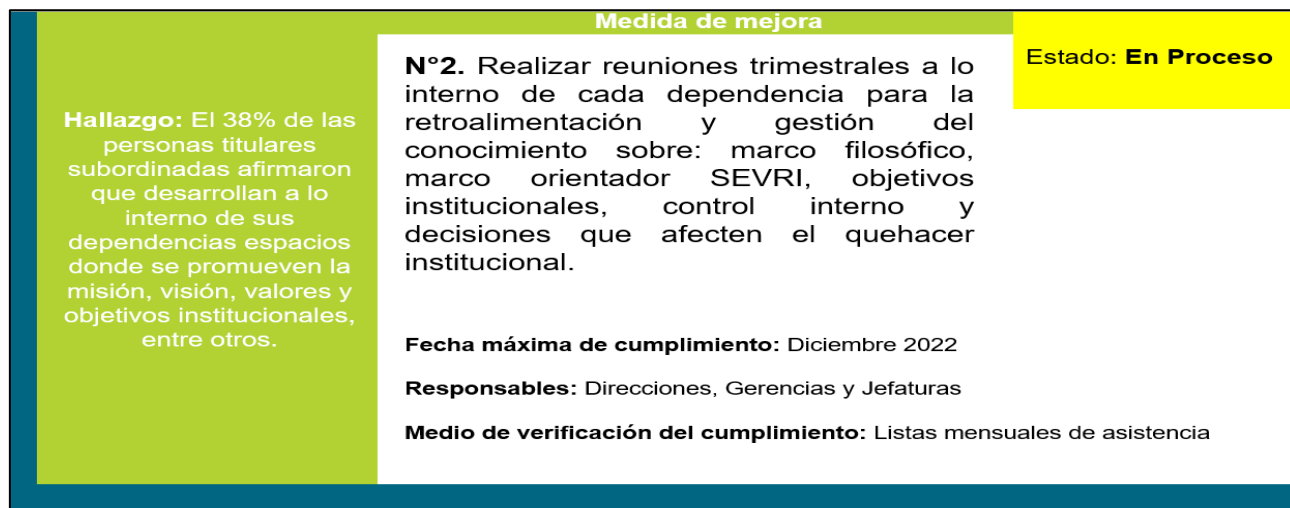 Medida de mejora
Hallazgo: El 38% de las
personas titulares
subordinadas afirmaron
que desarrollan a lo
interno de sus
dependencias espacios
donde se promueven la
misión, visión, valores y
objetivos institucionales,
entre otros.
N°2. Realizar reuniones trimestrales a lo
interno de cada dependencia para la
retroalimentación y gestión del
conocimiento sobre: marco filosófico,
marco orientador SEVRI, objetivos
institucionales, control interno y
decisiones que afecten el quehacer
institucional.
Fecha máxima de cumplimiento: Diciembre 2022
Responsables: Direcciones, Gerencias y Jefaturas
Medio de verificación del cumplimiento: Listas mensuales de asistencia
Estado: En Proceso